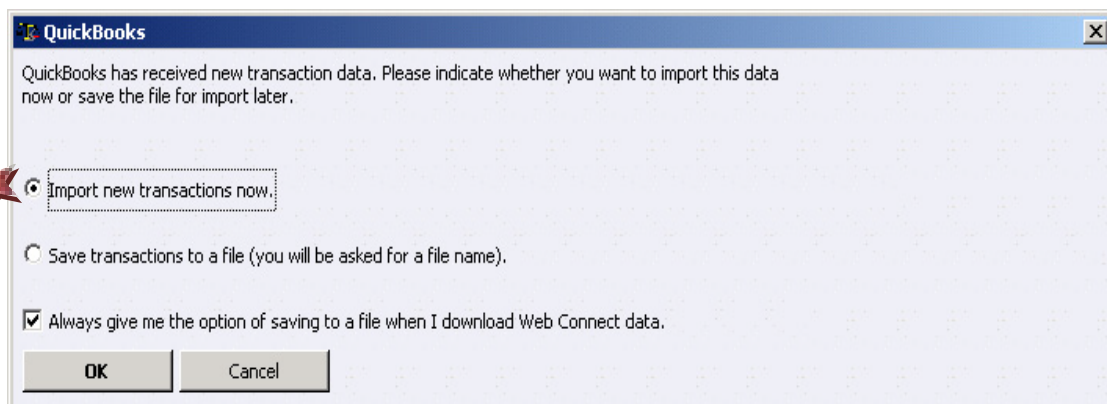 QuickBooks
QuickBooks has received new transaction data. Please indicate whether you want to import this data
now or save the file for import later.
Import new transactions now.
Save transactions to a file (you will be asked for a file name).
Always give me the option of saving to a file when I download Web Connect data.
OK Cancel